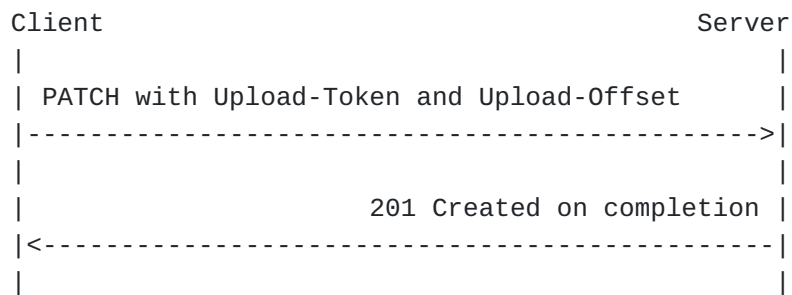 Client                                       Server
|                                                 |
| PATCH with Upload-Token and Upload-Offset       |
|------------------------------------------------>|
|                                                 |
|                       201 Created on completion |
|<------------------------------------------------|
|                                                 |